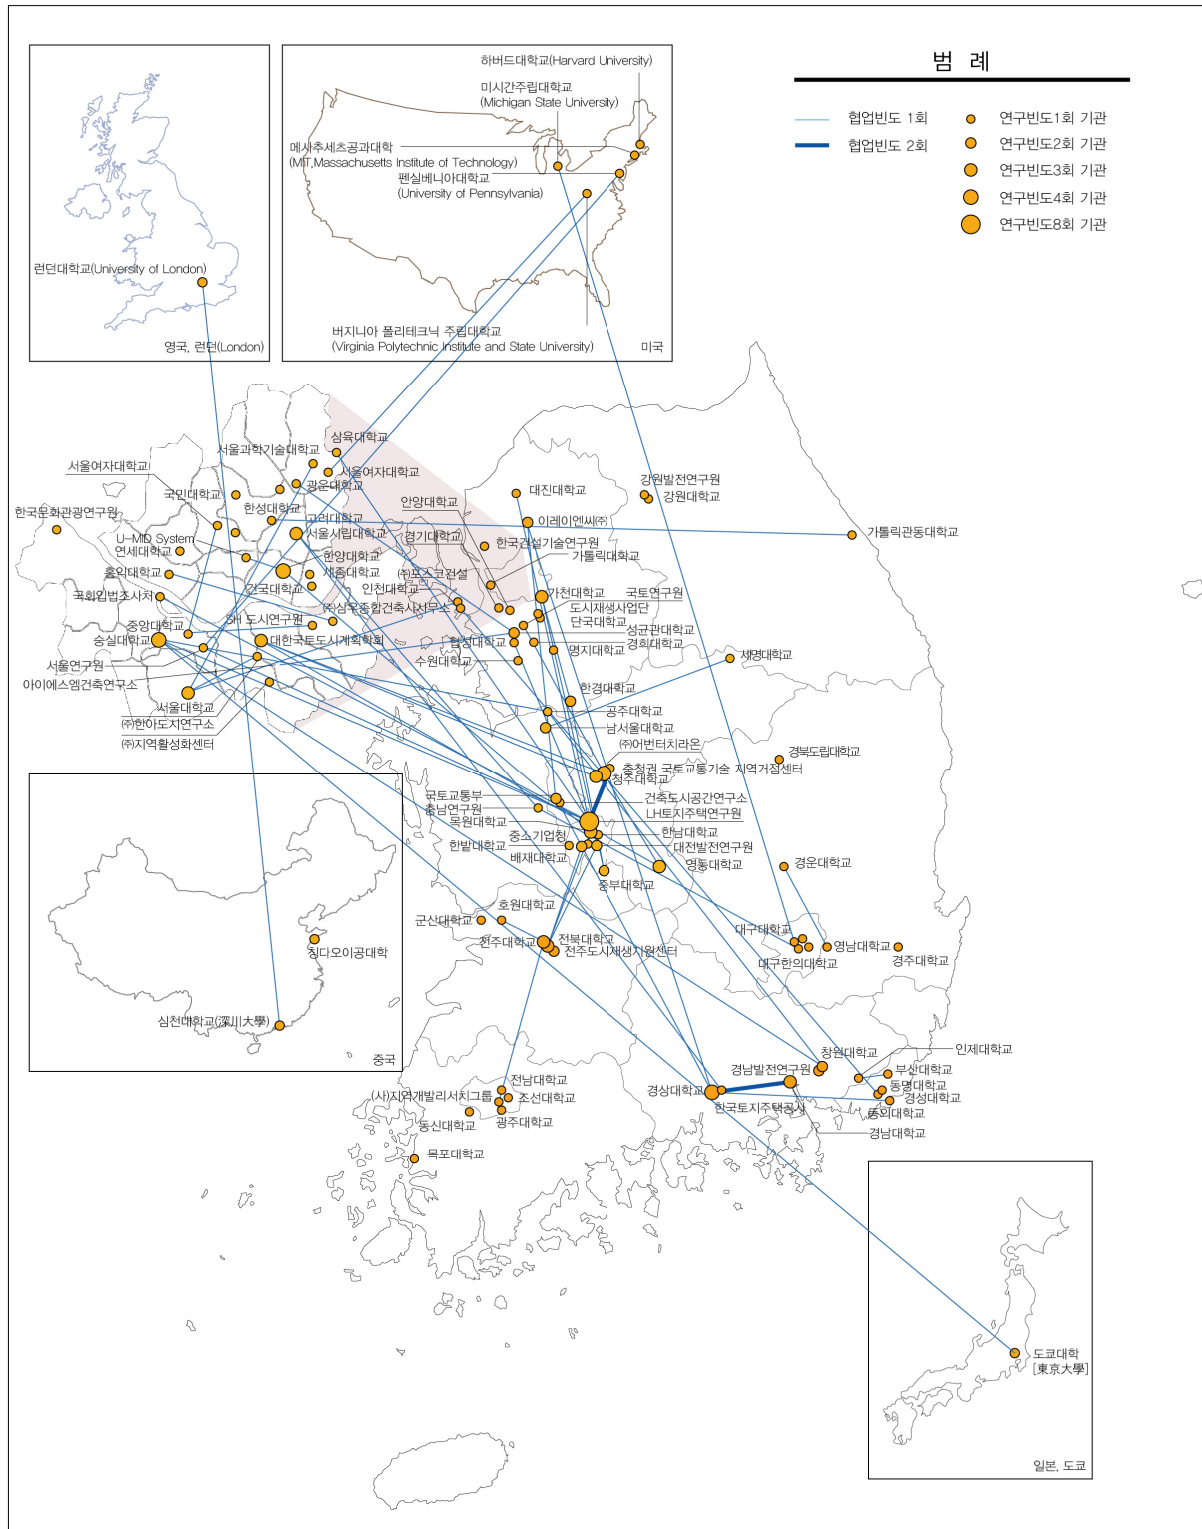 하버드대학교(Harvard University)
미시간주립대학교
(Michigan State University)
메사추세츠공과대학
(MIT,Massachusetts Institute of Technology)
펜실베니아대학교
(University of Pennsylvania)
버지니아 폴리테크닉 주립대학교
(Virginia Polytechnic Institute and State University)
미국
런던대학교(University of London)
영국, 런던(London)
범 례
협업빈도 1회
협업빈도 2회
연구빈도1회 기관
연구빈도2회 기관
연구빈도3회 기관
연구빈도4회 기관
연구빈도8회 기관
삼육대학교
서울과학기술대학교
서울여자대학교
서울여자대학교
광운대학교
국민대학교
한국문화관광연구원
한성대학교
고려대학교
서울시립대학교
U-MID System
연세대학교
한양대학교
홍익대학교
세종대학교
건국대학교
국회입법조사처
SH 도시연구원
중앙대학교
숭실대학교
대한국토도시계획학회
서울연구원
아이에스엠건축연구소
서울대학교
㈜한아도시연구소
㈜지역활성화센터
안양대학교
대진대학교
이레이엔씨㈜
경기대학교
한국건설기술연구원
가톨릭대학교
㈜포스코건설
인천대학교
㈜삼우종합건축사사무소
가천대학교
국토연구원
도시재생사업단
단국대학교
성균관대학교
경희대학교
협성대학교
명지대학교
수원대학교
강원발전연구원
강원대학교
가톨릭관동대학교
세명대학교
한경대학교
공주대학교
남서울대학교
㈜어번터치라온
충청권 국토교통기술 지역거점센터
청주대학교
경북도립대학교
국토교통부
건축도시공간연구소
충남연구원
LH토지주택연구원
목원대학교
중소기업청
한남대학교
한밭대학교
대전발전연구원
배재대학교
영동대학교
중부대학교
경운대학교
호원대학교
군산대학교
전주대학교
전북대학교
전주도시재생지원센터
대구대학교
영남대학교
대구한의대학교
경주대학교
칭다오이공대학
심천대학교(深川大學)
중국
전남대학교
(사)지역개발리서치그룹
조선대학교
동신대학교
광주대학교
목포대학교
창원대학교
인제대학교
경남발전연구원
부산대학교
경상대학교
동명대학교
한국토지주택공사
경성대학교
동의대학교
경남대학교
도쿄대학
[東京大學]
일본, 도쿄